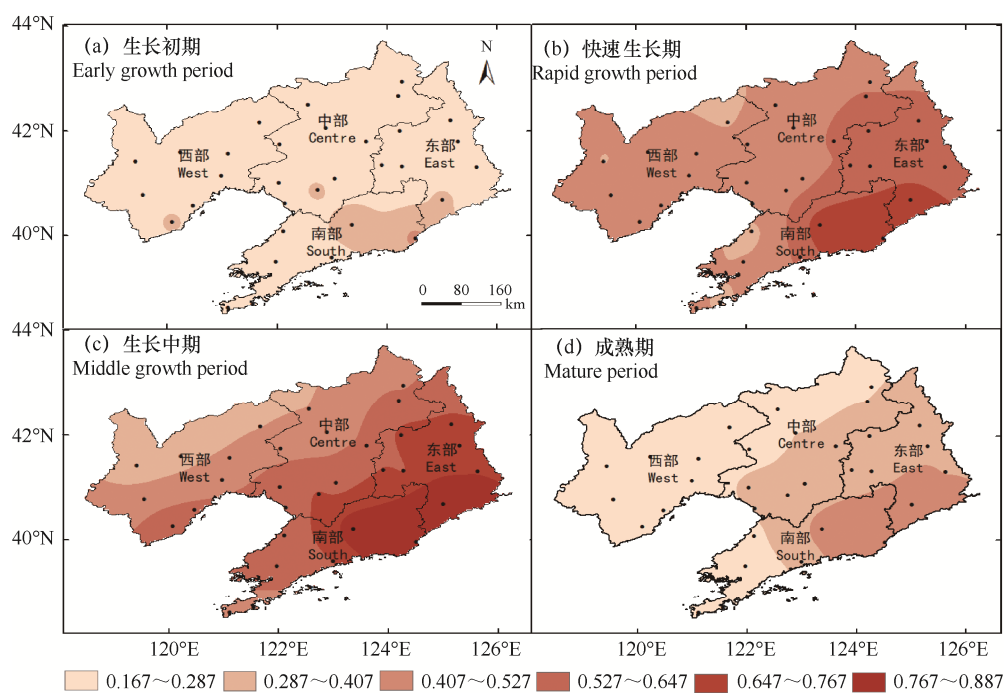 44°N
(a) 生长初期
Early growth period
N
(b) 快速生长期
Rapid growth period
42°N
中部
Centre
西部
West
东部
East
中部
Centre
西部
West
东部
East
40°N
南部
South
南部
South
0 80 160
km
44°N
(c) 生长中期
Middle growth period
(d) 成熟期
Mature period
42°N
中部
Centre
西部
West
东部
East
中部
Centre
西部
West
东部
East
40°N
南部
South
南部
South
120°E 122°E 124°E 126°E 120°E 122°E 124°E 126°E
0.167～0.287 0.287～0.407 0.407～0.527 0.527～0.647 0.647～0.767 0.767～0.887